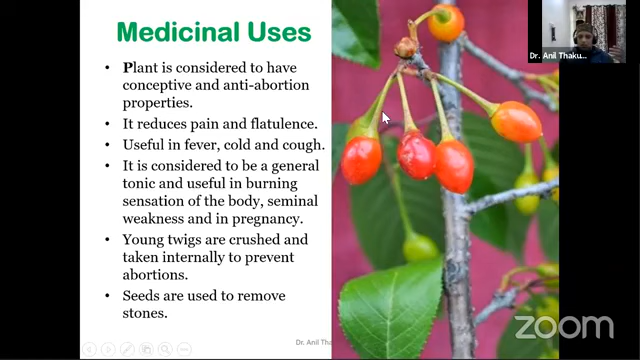 Medicinal Uses
• Plant is considered to have
conceptive and anti-abortion
properties.
• It reduces pain and flatulence.
• Useful in fever, cold and cough.
• It is considered to be a general
tonic and useful in burning
sensation of the body, seminal
weakness and in pregnancy.
• Young twigs are crushed and
taken internally to prevent
abortions.
• Seeds are used to remove
stones.
Dr. Anil Tha
Dr. Anil Thaku...
zoom